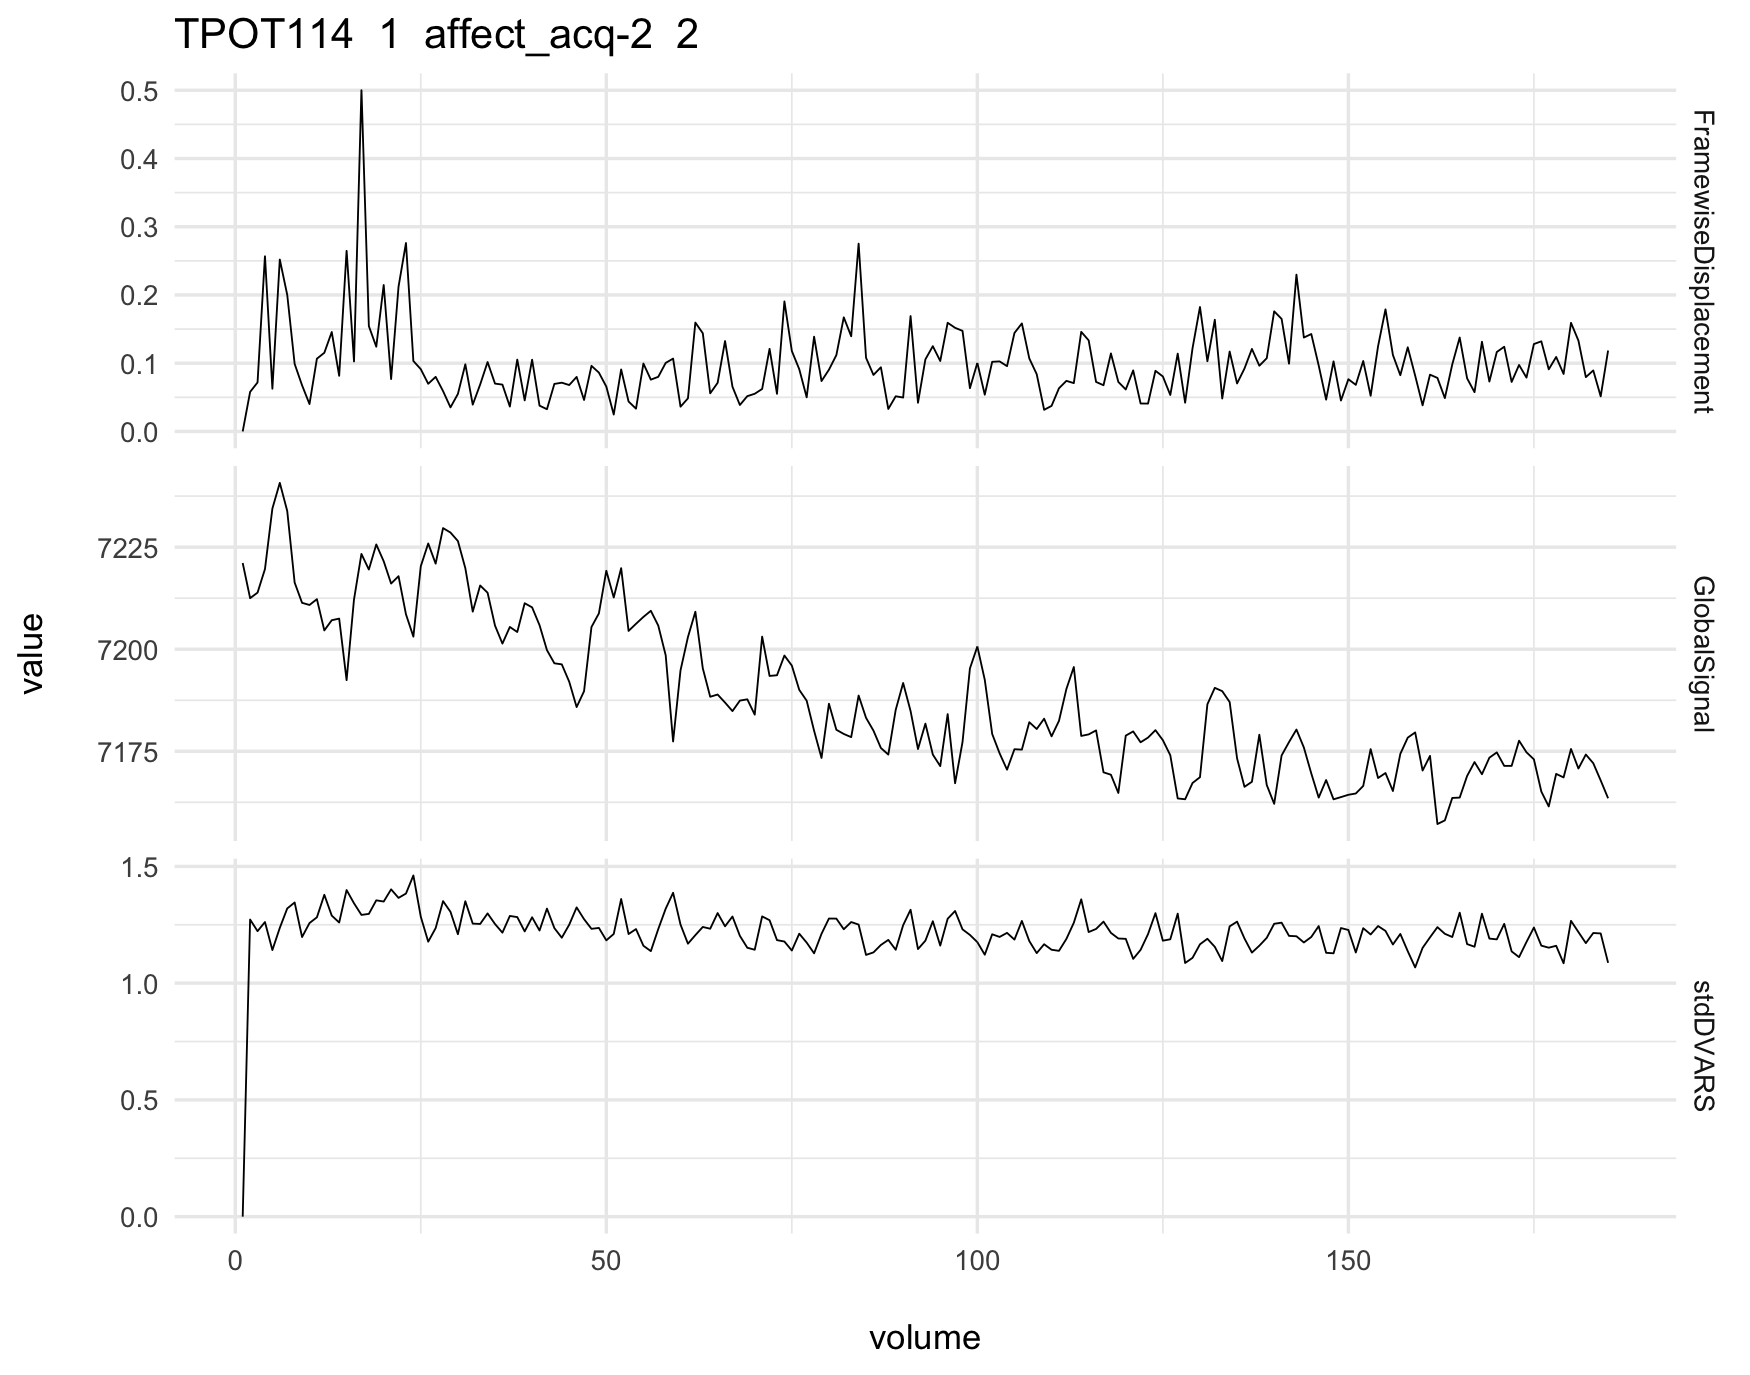 TPOT114 1 affect_acq-2 2
0.5
0.4
0.3
0.2
0.1
0.0
FramewiseDisplacement
7225
7200
7175
GlobalSignal
value
1.5
1.0
0.5
0.0
stdDVARS
0 50 100 150
volume